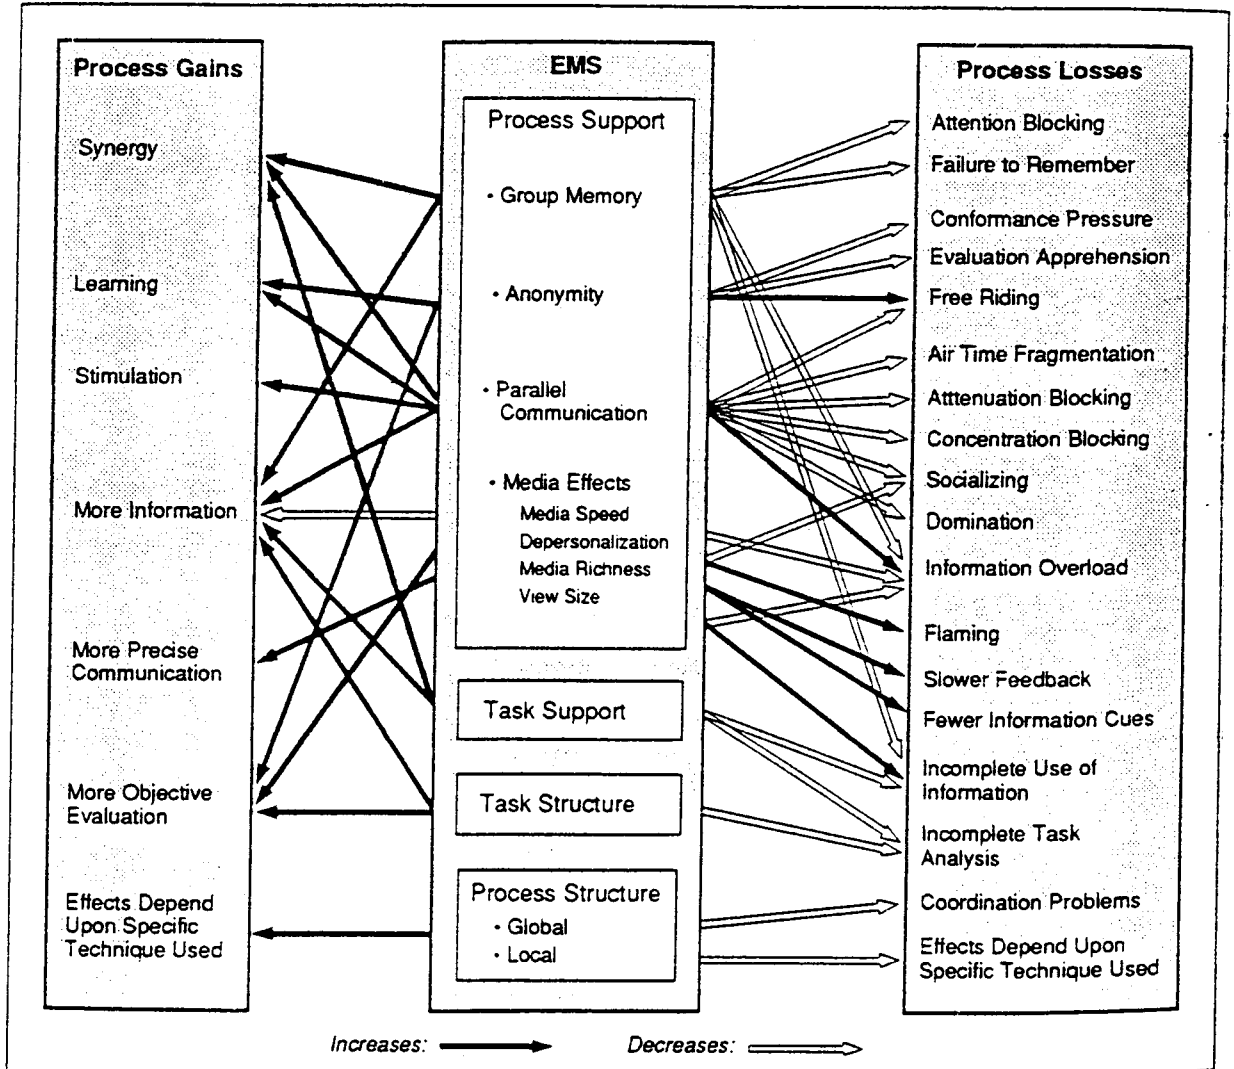 Process Gains
Synergy
Learning
Stimulation
More Information
More Precise
Communication
More Objective
Evaluation
Effects Depend
Upon Specific
Technique Used
EMS
Process Support
• Group Memory
• Anonymity
• Parallel
Communication
• Media Effects
Media Speed
Depersonalization
Media Richness
View Size
Task Support
Task Structure
Process Structure
• Global
• Local
Process Losses
Attention Blocking
Failure to Remember
Conformance Pressure
Evaluation Apprehension
Free Riding
Air Time Fragmentation
Atttenuation Blocking
Concentration Blocking
Socializing
Domination
Information Overload
Flaming
Slower Feedback
Fewer Information Cues
Incomplete Use of
Information
Incomplete Task
Analysis
Coordination Problems
Effects Depend Upon
Specific Technique Used
Increases:
Decreases: